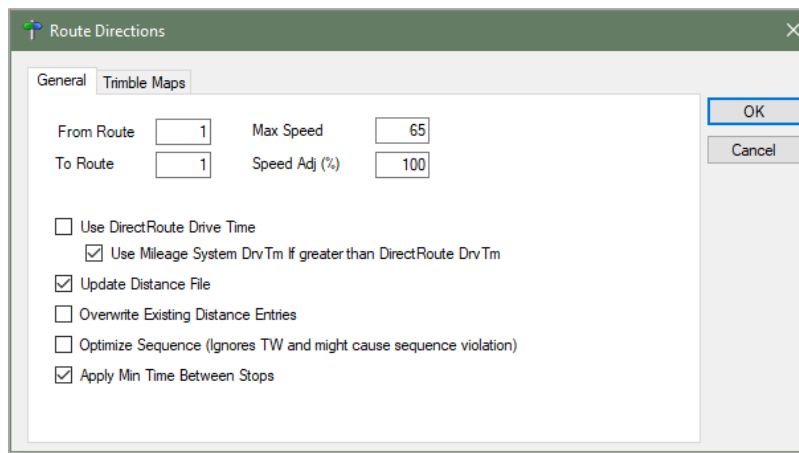 Route Directions
General Trimble Maps
From Route 1 Max Speed 65
To Route 1 Speed Adj (%) 100
OK
Cancel
Use DirectRoute Drive Time
Use Mileage System DrvTm If greater than DirectRoute DrvTm
Update Distance File
Overwrite Existing Distance Entries
Optimize Sequence (Ignores TW and might cause sequence violation)
Apply Min Time Between Stops